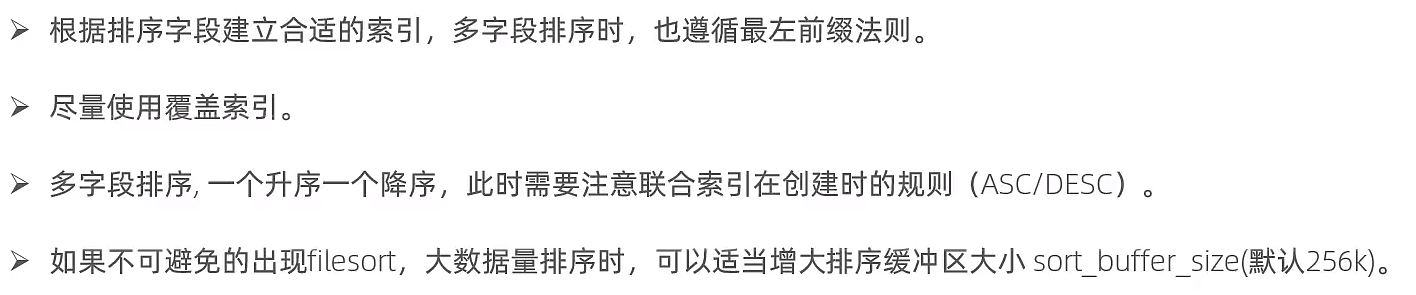 ➢ 根据排序字段建立合适的索引，多字段排序时，也遵循最左前缀法则。
➢ 尽量使用覆盖索引。
➢ 多字段排序, 一个升序一个降序，此时需要注意联合索引在创建时的规则（ASC/DESC）。
➢ 如果不可避免的出现filesort，大数据量排序时，可以适当增大排序缓冲区大小 sort_buffer_size(默认256k)。